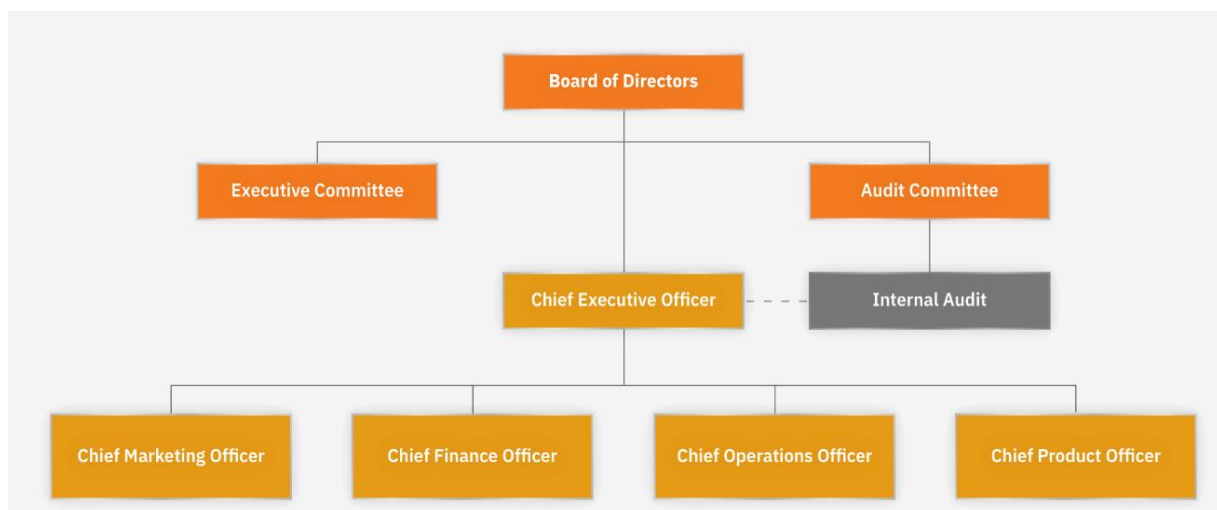 Board of Directors
Executive Committee
Audit Committee
Chief Executive Officer
Internal Audit
Chief Marketing Officer
Chief Finance Officer
Chief Operations Officer
Chief Product Officer